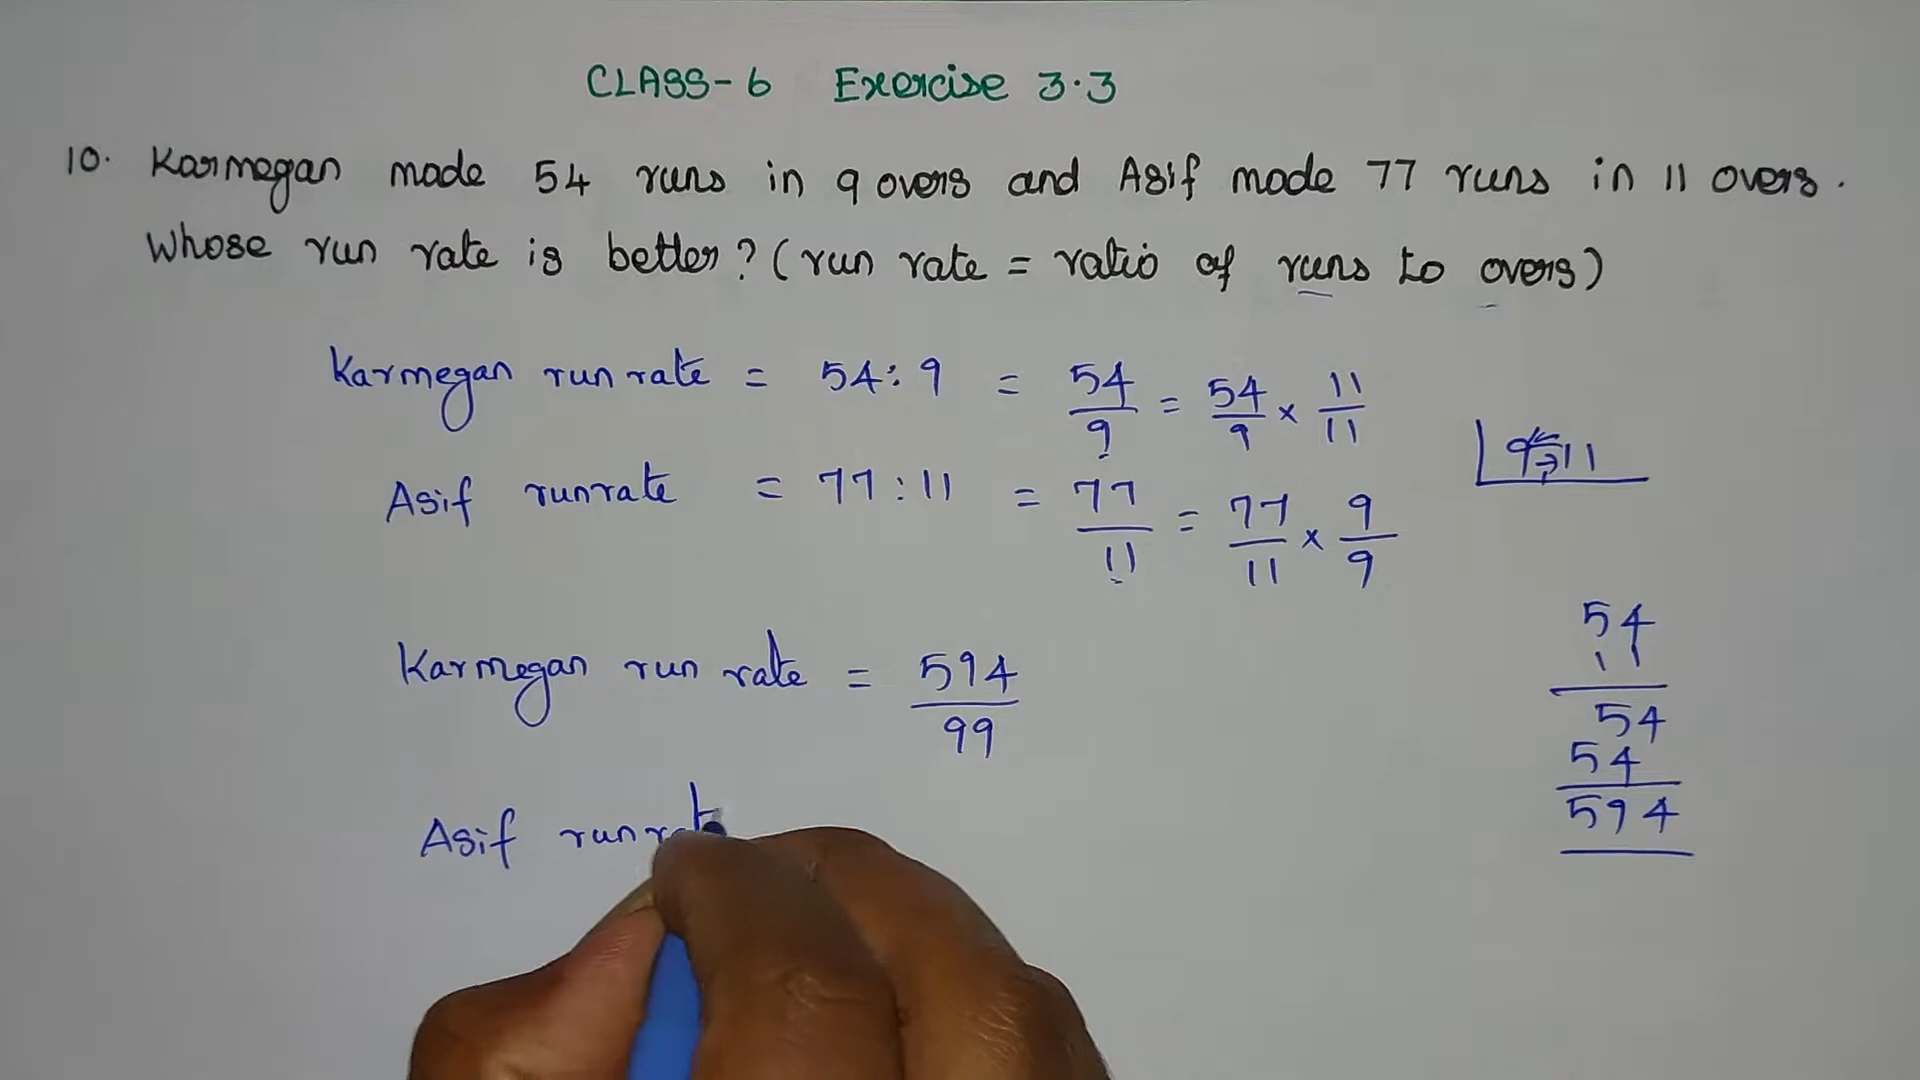 CLASS-6 Exercise 3.3
10. Karmegan made 54 runs in 9 overs and Asif made 77 runs in 11 overs.
Whose run rate is better? (run rate = ratio of runs to overs)
Karmegan run rate = 54 : 9 = 54/9 = 54/9 × 11/11
9 11
Asif runrate = 77 : 11 = 77/11 = 77/11 × 9/9
Karmegan run rate = 594/99
Asif runrate
54
11
54
54
594